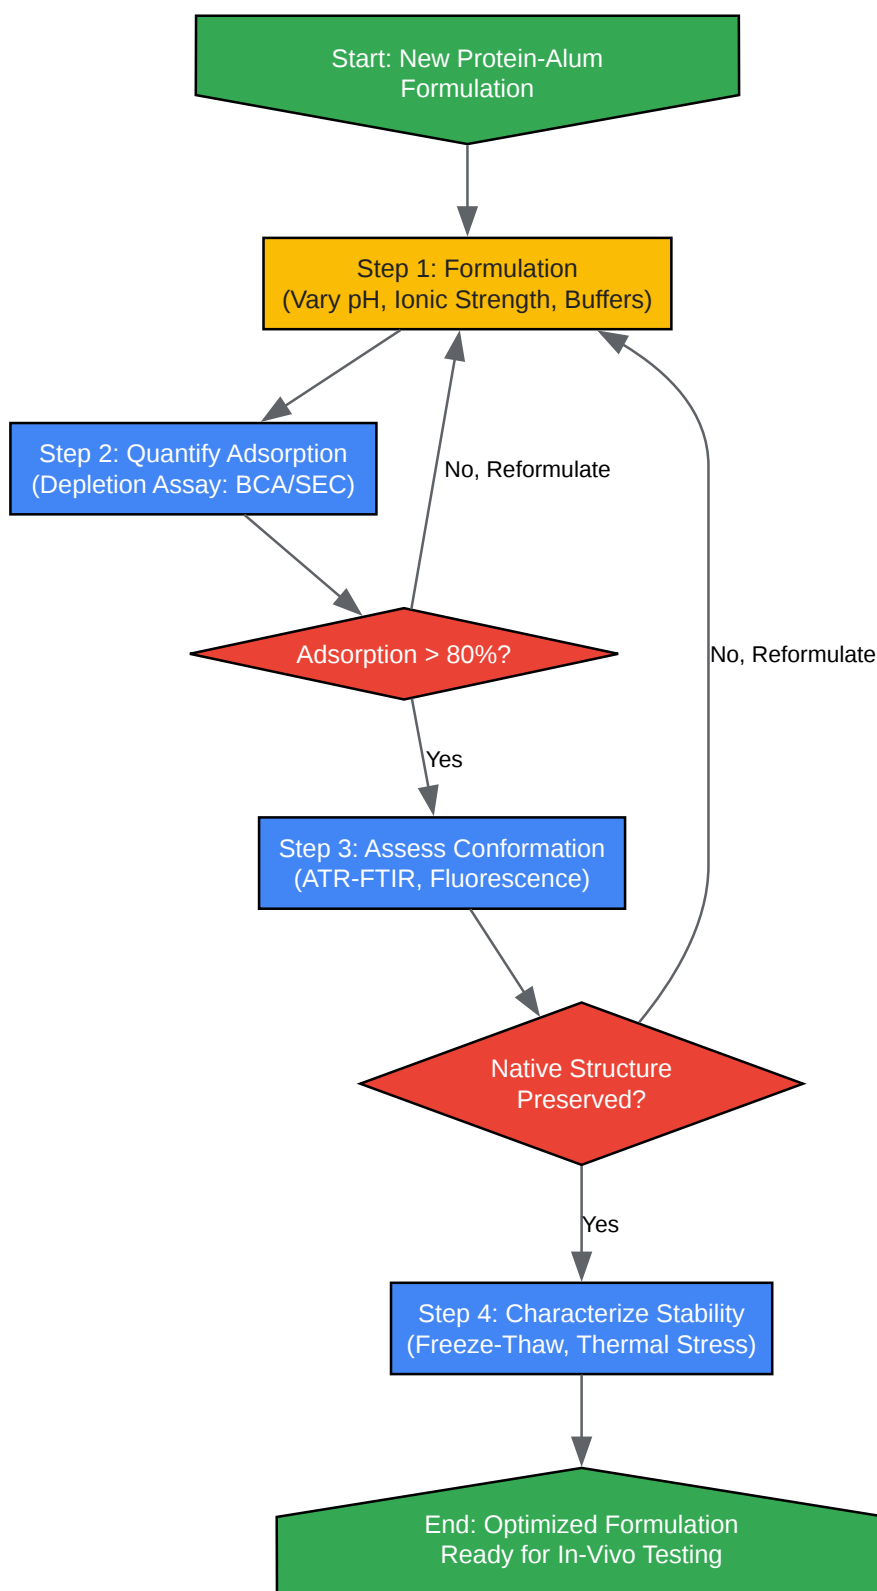 Start: New Protein-Alum
Formulation
Step 1: Formulation
(Vary pH, Ionic Strength, Buffers)
Step 2: Quantify Adsorption
(Depletion Assay: BCA/SEC)
No, Reformulate
Adsorption > 80%?
No, Reformulate
Yes
Step 3: Assess Conformation
(ATR-FTIR, Fluorescence)
Native Structure
Preserved?
Yes
Step 4: Characterize Stability
(Freeze-Thaw, Thermal Stress)
End: Optimized Formulation
Ready for In-Vivo Testing